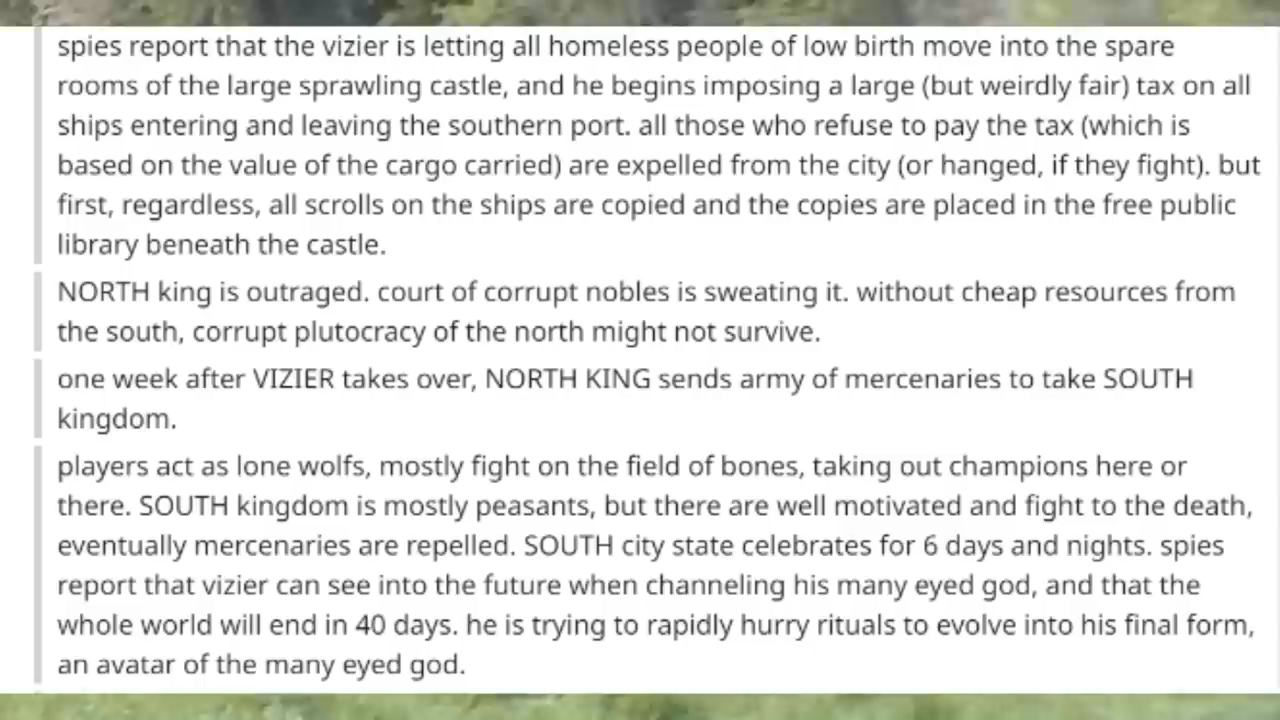 spies report that the vizier is letting all homeless people of low birth move into the spare
rooms of the large sprawling castle, and he begins imposing a large (but weirdly fair) tax on all
ships entering and leaving the southern port. all those who refuse to pay the tax (which is
based on the value of the cargo carried) are expelled from the city (or hanged, if they fight). but
first, regardless, all scrolls on the ships are copied and the copies are placed in the free public
library beneath the castle.
NORTH king is outraged. court of corrupt nobles is sweating it. without cheap resources from
the south, corrupt plutocracy of the north might not survive.
one week after VIZIER takes over, NORTH KING sends army of mercenaries to take SOUTH
kingdom.
players act as lone wolfs, mostly fight on the field of bones, taking out champions here or
there. SOUTH kingdom is mostly peasants, but there are well motivated and fight to the death,
eventually mercenaries are repelled. SOUTH city state celebrates for 6 days and nights. spies
report that vizier can see into the future when channeling his many eyed god, and that the
whole world will end in 40 days. he is trying to rapidly hurry rituals to evolve into his final form,
an avatar of the many eyed god.